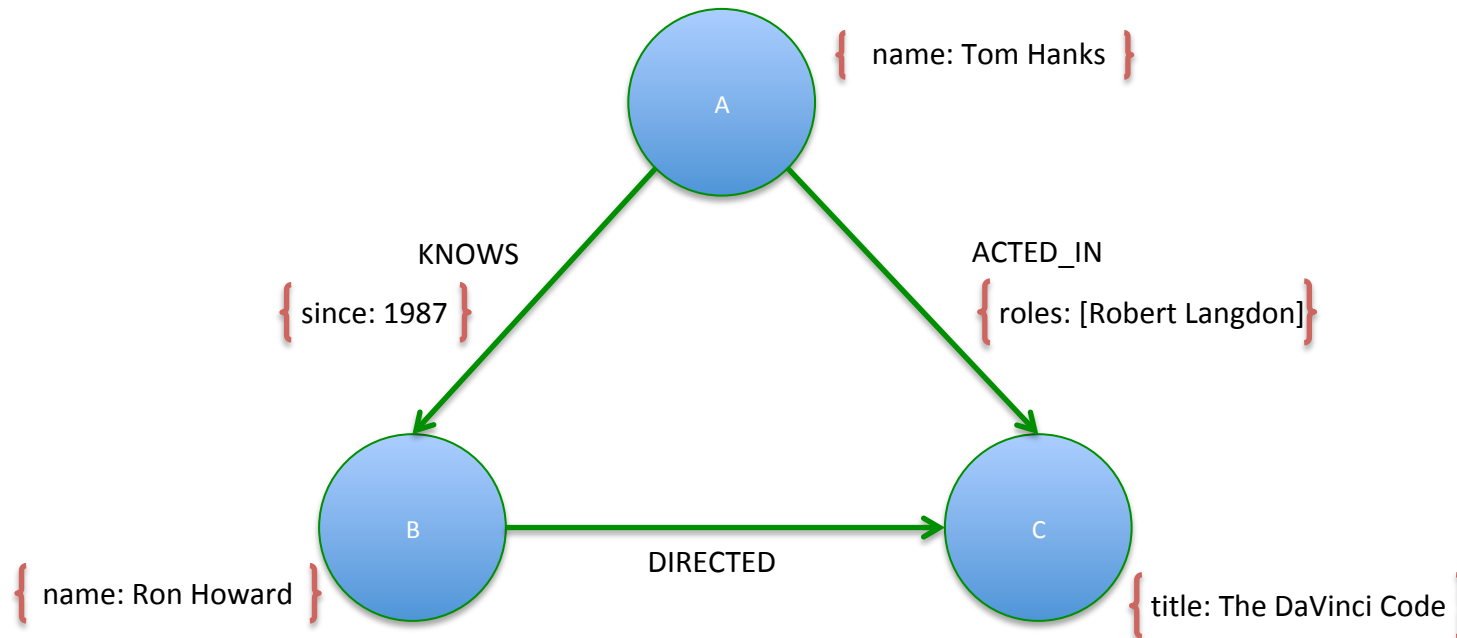 { name: Tom Hanks }
A
KNOWS
{ since: 1987 }
ACTED_IN
{ roles: [Robert Langdon] }
B
C
DIRECTED
{ name: Ron Howard }
{ title: The DaVinci Code }